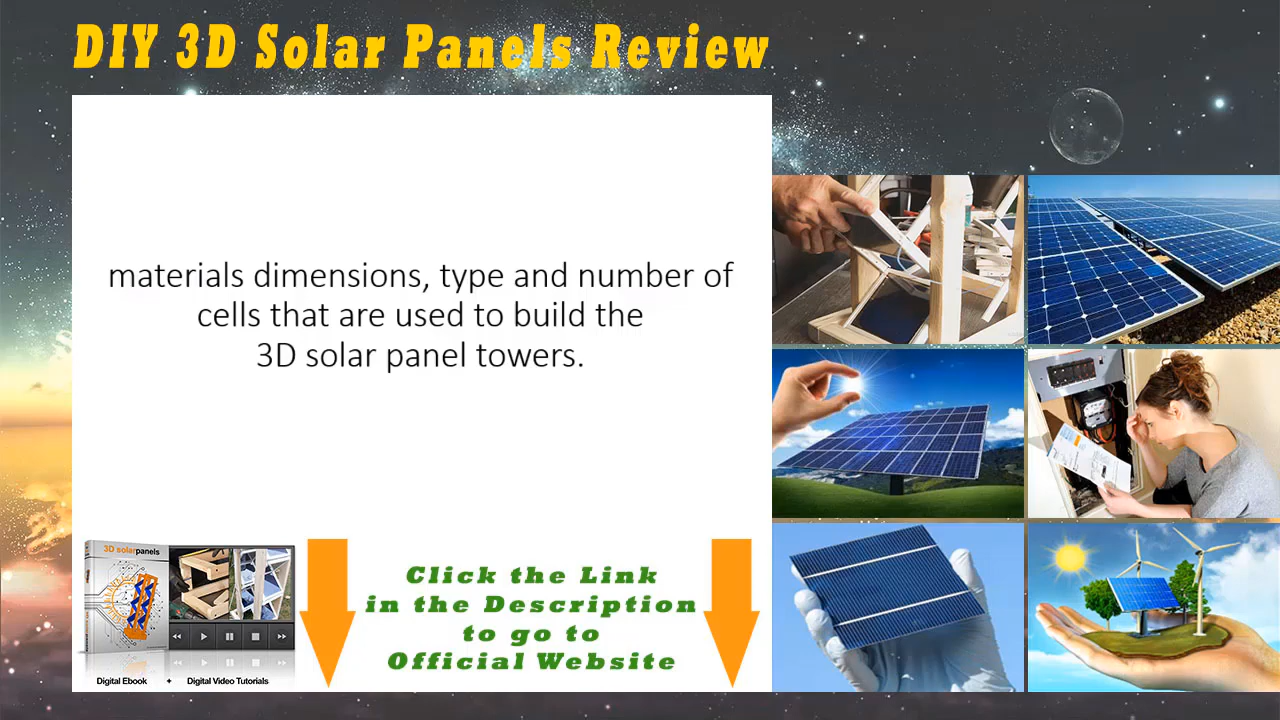 DIY 3D Solar Panels Review
materials dimensions, type and number of
cells that are used to build the
3D solar panel towers.
3D solarpanels
Digital Ebook + Digital Video Tutorials
Click the Link
in the Description
to go to
Official Website